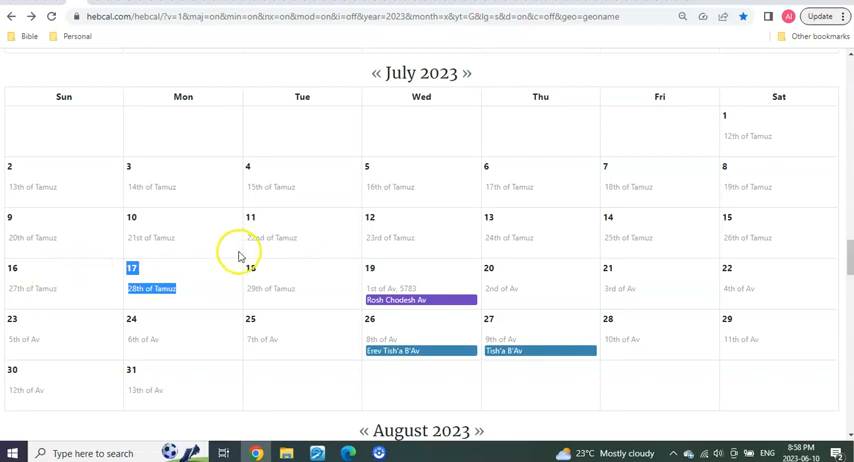 hebcal.com/hebcal/?v=1&maj=on&min=on&nx=on&mod=on&i=off&year=2023&month=x&yt=G&lg=s&d=on&c=off&geo=geoname
AI
Update
Bible
Personal
Other bookmarks
« July 2023 »
Sun Mon Tue Wed Thu Fri Sat
1
12th of Tamuz
2 3 4 5 6 7 8
13th of Tamuz 14th of Tamuz 15th of Tamuz 16th of Tamuz 17th of Tamuz 18th of Tamuz 19th of Tamuz
9 10 11 12 13 14 15
20th of Tamuz 21st of Tamuz 22nd of Tamuz 23rd of Tamuz 24th of Tamuz 25th of Tamuz 26th of Tamuz
16 17 18 19 20 21 22
27th of Tamuz 28th of Tamuz 29th of Tamuz 1st of Av, 5783 2nd of Av 3rd of Av 4th of Av
Rosh Chodesh Av
23 24 25 26 27 28 29
5th of Av 6th of Av 7th of Av 8th of Av 9th of Av 10th of Av 11th of Av
Erev Tish'a B'Av Tish'a B'Av
30 31
12th of Av 13th of Av
« August 2023 »
Type here to search
23°C Mostly cloudy
ENG
8:58 PM
2023-06-10
2